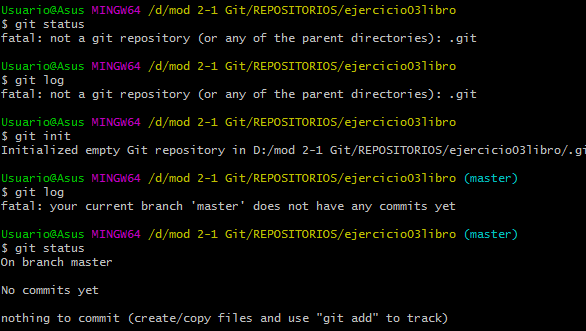 Usuario@Asus MINGW64 /d/mod 2-1 Git/REPOSITORIOS/ejercicio03libro
$ git status
fatal: not a git repository (or any of the parent directories): .git
Usuario@Asus MINGW64 /d/mod 2-1 Git/REPOSITORIOS/ejercicio03libro
$ git log
fatal: not a git repository (or any of the parent directories): .git
Usuario@Asus MINGW64 /d/mod 2-1 Git/REPOSITORIOS/ejercicio03libro
$ git init
Initialized empty Git repository in D:/mod 2-1 Git/REPOSITORIOS/ejercicio03libro/.gi
Usuario@Asus MINGW64 /d/mod 2-1 Git/REPOSITORIOS/ejercicio03libro (master)
$ git log
fatal: your current branch 'master' does not have any commits yet
Usuario@Asus MINGW64 /d/mod 2-1 Git/REPOSITORIOS/ejercicio03libro (master)
$ git status
On branch master
No commits yet
nothing to commit (create/copy files and use "git add" to track)